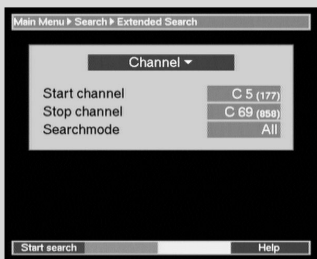 Main Menu ▸ Search ▸ Extended Search
Channel ▾
Start channel C 5 (177)
Stop channel C 69 (858)
Searchmode All
Start search Help